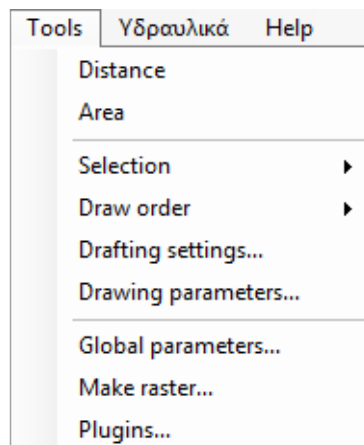 Tools Υδραυλικά Help
Distance
Area
Selection
Draw order
Drafting settings...
Drawing parameters...
Global parameters...
Make raster...
Plugins...